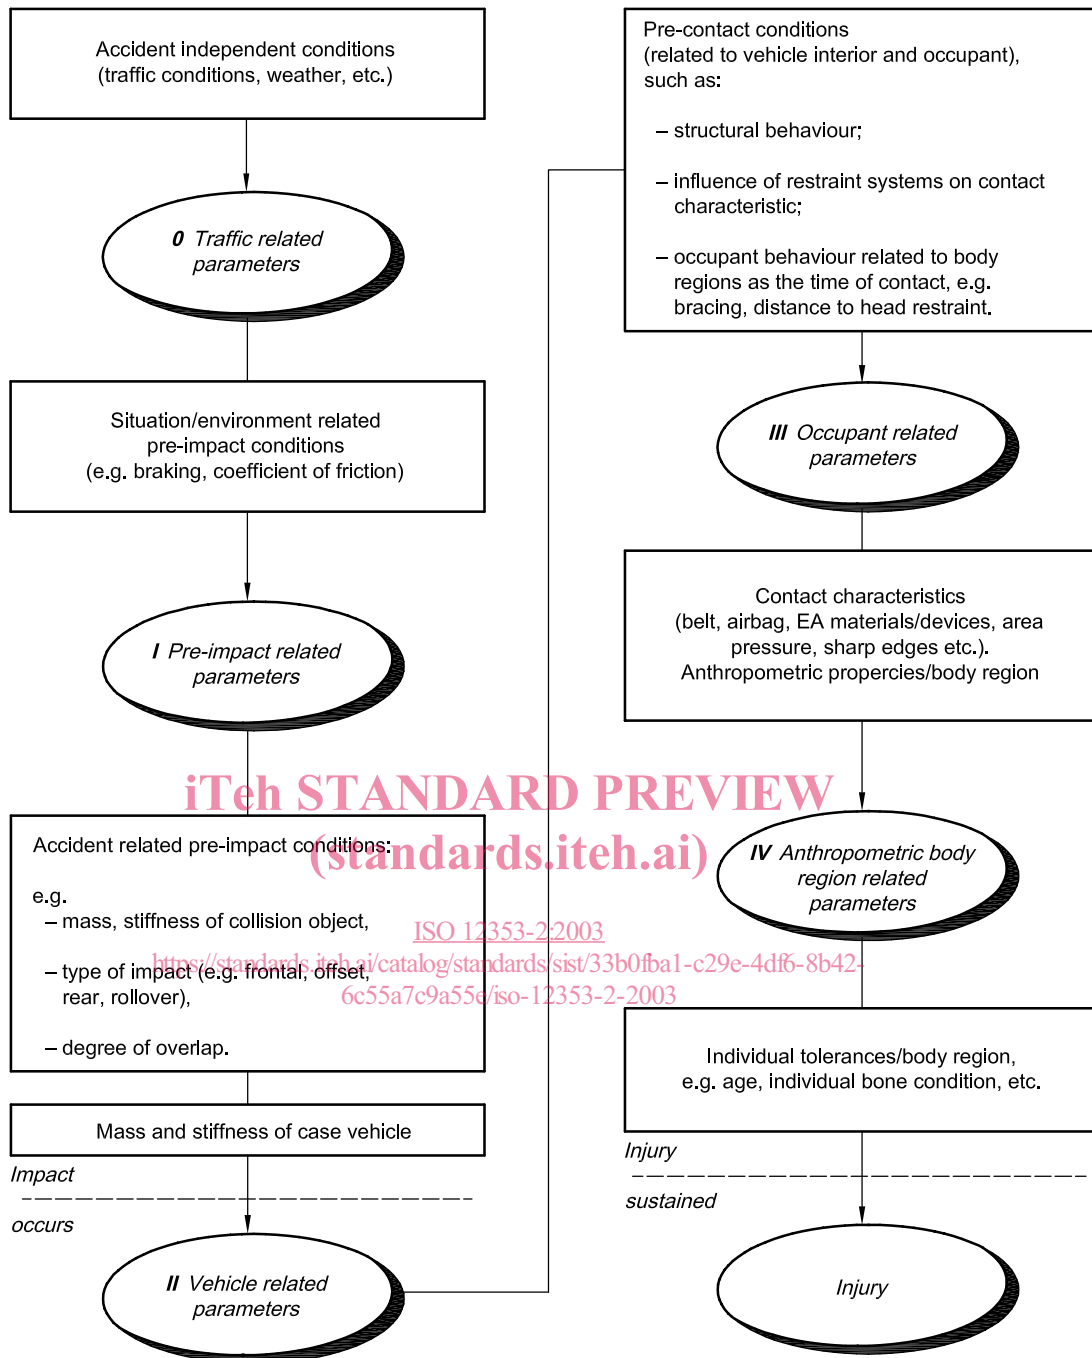 Accident independent conditions
(traffic conditions, weather, etc.)
0 Traffic related
parameters
Situation/environment related
pre-impact conditions
(e.g. braking, coefficient of friction)
I Pre-impact related
parameters
Accident related pre-impact conditions:
e.g.
– mass, stiffness of collision object,
– type of impact (e.g. frontal, offset,
rear, rollover),
– degree of overlap.
Mass and stiffness of case vehicle
Impact
occurs
II Vehicle related
parameters
Pre-contact conditions
(related to vehicle interior and occupant),
such as:
– structural behaviour;
– influence of restraint systems on contact
characteristic;
– occupant behaviour related to body
regions as the time of contact, e.g.
bracing, distance to head restraint.
III Occupant related
parameters
Contact characteristics
(belt, airbag, EA materials/devices, area
pressure, sharp edges etc.).
Anthropometric propercies/body region
IV Anthropometric body
region related
parameters
Individual tolerances/body region,
e.g. age, individual bone condition, etc.
Injury
sustained
Injury
iTeh STANDARD PREVIEW
(standards.iteh.ai)
ISO 12353-2:2003
https://standards.iteh.ai/catalog/standards/sist/33b0fba1-c29e-4df6-8b42-
6c55a7c9a55e/iso-12353-2-2003